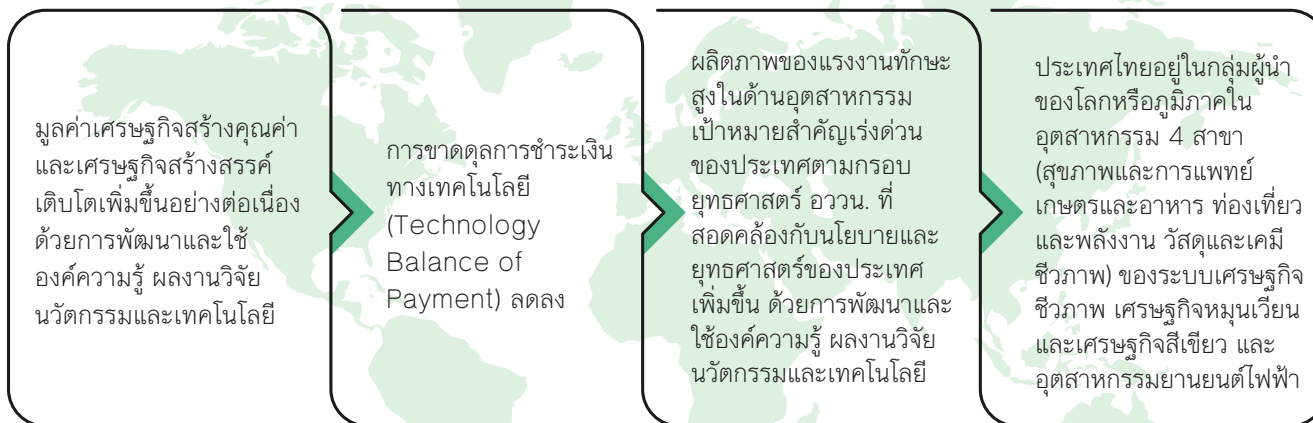 มูลค่าเศรษฐกิจสร้างคุณค่า
และเศรษฐกิจสร้างสรรค์
เติบโตเพิ่มขึ้นอย่างต่อเนื่อง
ด้วยการพัฒนาและใช้
องค์ความรู้ ผลงานวิจัย
นวัตกรรมและเทคโนโลยี
การขาดดุลการชำระเงิน
ทางเทคโนโลยี
(Technology
Balance of
Payment) ลดลง
ผลิตภาพของแรงงานทักษะ
สูงในด้านอุตสาหกรรม
เป้าหมายสำคัญเร่งด่วน
ของประเทศตามกรอบ
ยุทธศาสตร์ อววน. ที่
สอดคล้องกับนโยบายและ
ยุทธศาสตร์ของประเทศ
เพิ่มขึ้น ด้วยการพัฒนาและ
ใช้องค์ความรู้ ผลงานวิจัย
นวัตกรรมและเทคโนโลยี
ประเทศไทยอยู่ในกลุ่มผู้นำ
ของโลกหรือภูมิภาคใน
อุตสาหกรรม 4 สาขา
(สุขภาพและการแพทย์
เกษตรและอาหาร ท่องเที่ยว
และพลังงาน วัสดุและเคมี
ชีวภาพ) ของระบบเศรษฐกิจ
ชีวภาพ เศรษฐกิจหมุนเวียน
และเศรษฐกิจสีเขียว และ
อุตสาหกรรมยานยนต์ไฟฟ้า